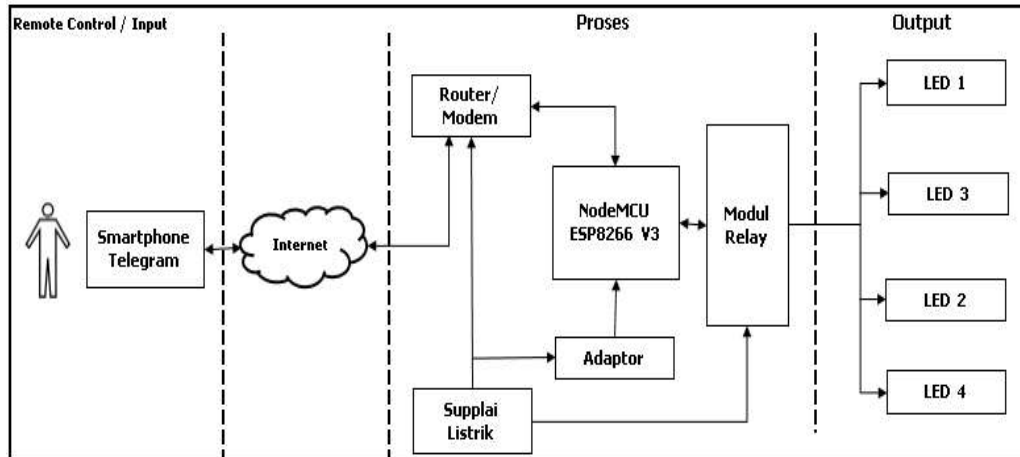 Remote Control / Input
Proses
Output
Smartphone
Telegram
Internet
Router/
Modem
NodeMCU
ESP8266 V3
Modul
Relay
Adaptor
Supplai
Listrik
LED 1
LED 3
LED 2
LED 4